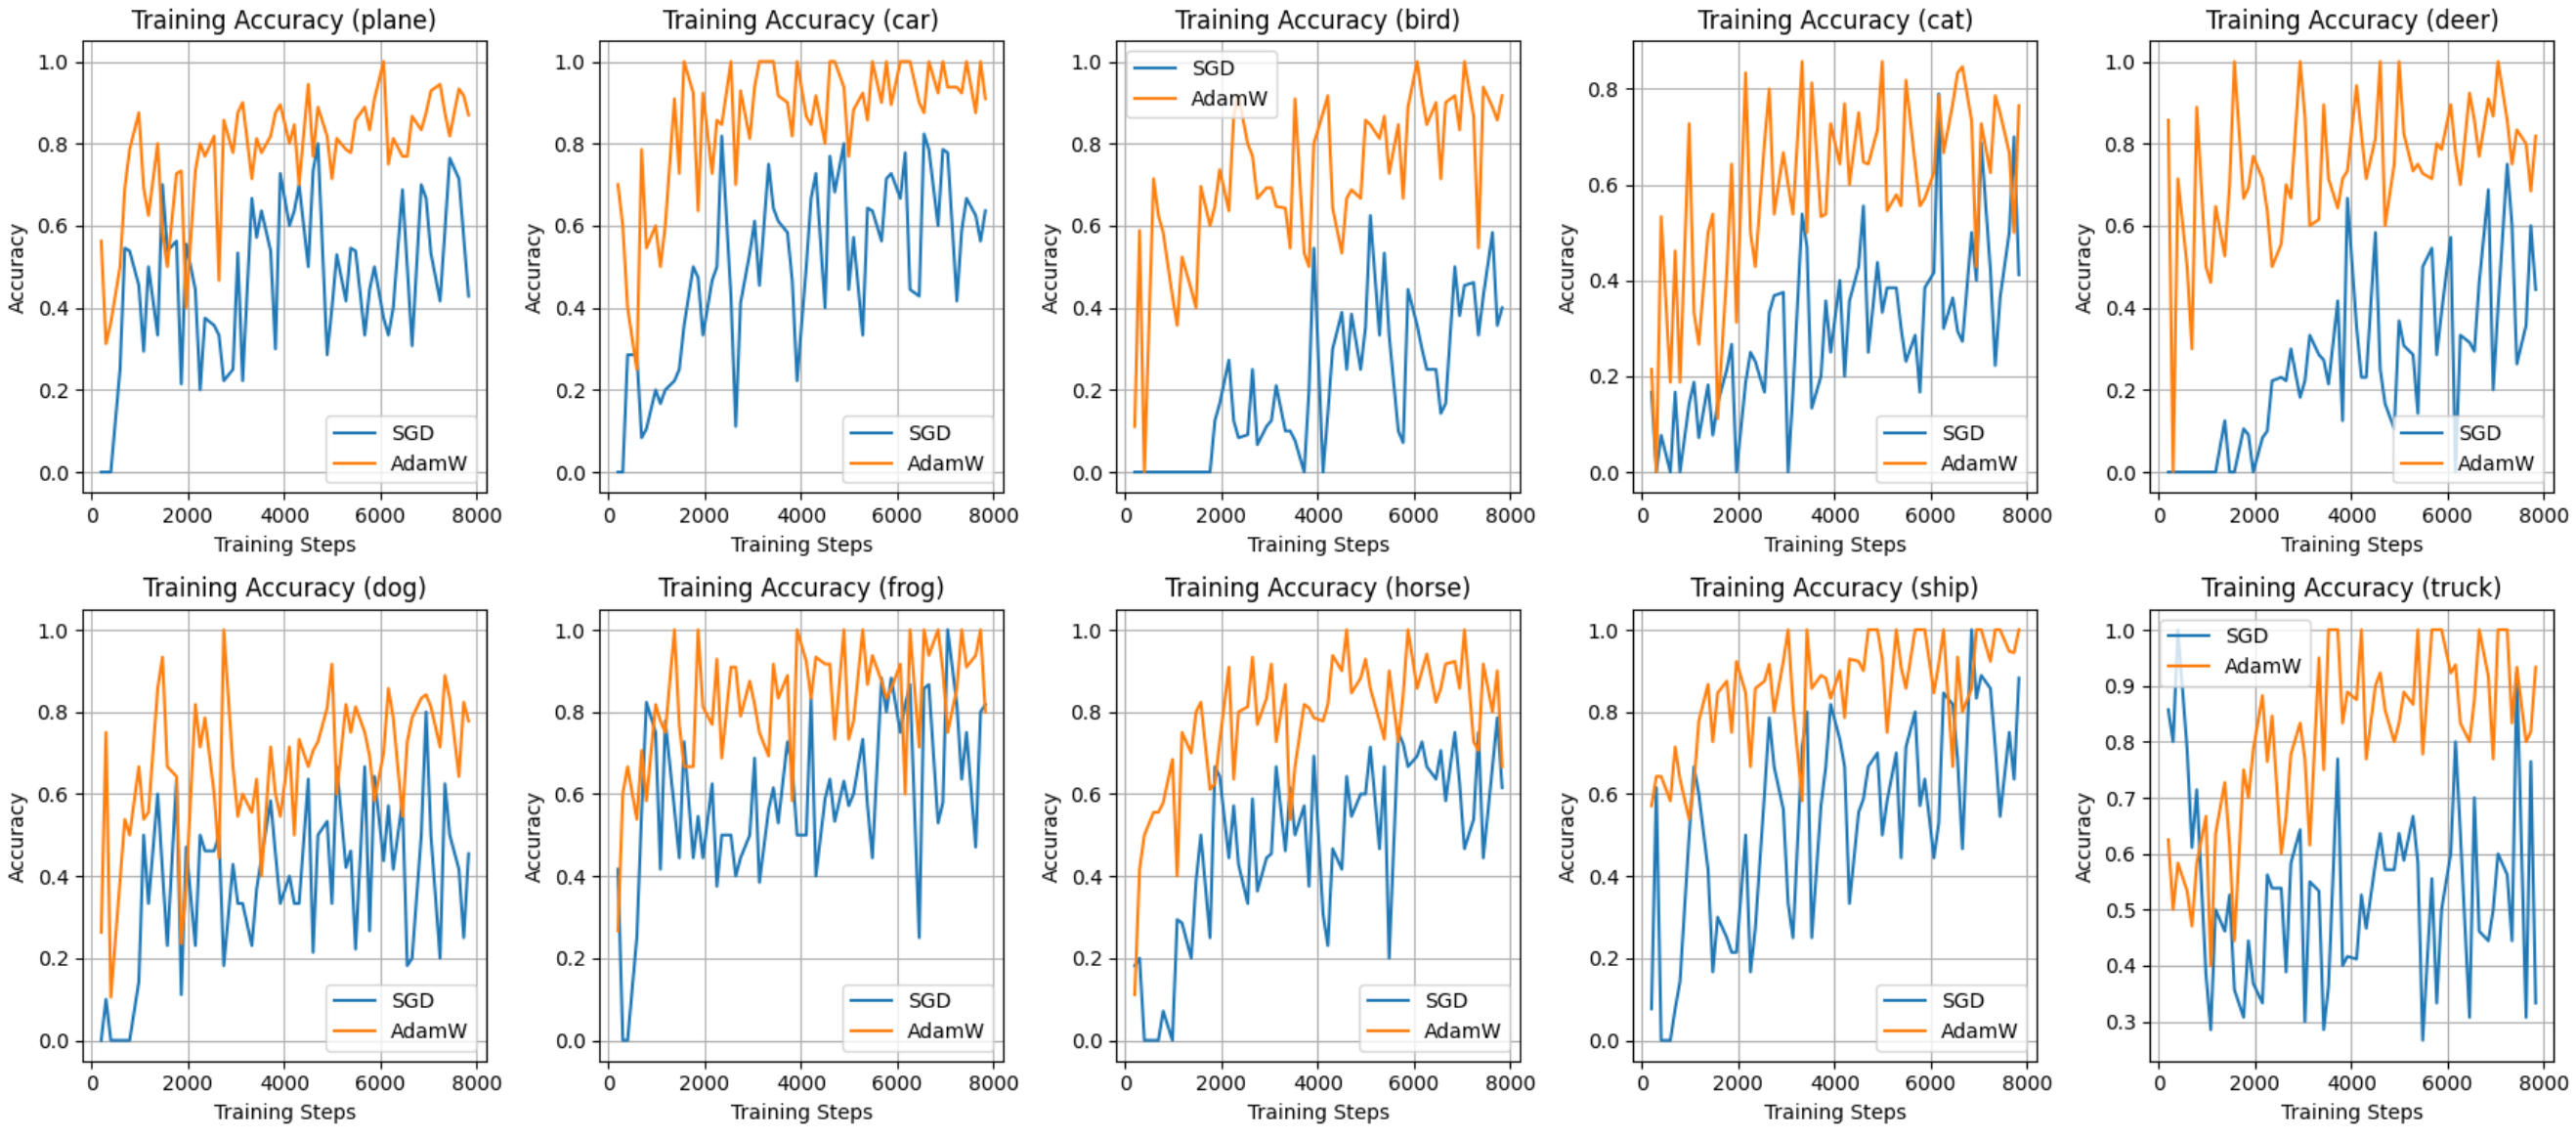 Training Accuracy (plane)
Accuracy
1.0
0.8
0.6
0.4
0.2
0.0
SGD
AdamW
0 2000 4000 6000 8000
Training Steps
Training Accuracy (car)
Accuracy
1.0
0.8
0.6
0.4
0.2
0.0
SGD
AdamW
0 2000 4000 6000 8000
Training Steps
Training Accuracy (bird)
Accuracy
1.0
0.8
0.6
0.4
0.2
0.0
SGD
AdamW
0 2000 4000 6000 8000
Training Steps
Training Accuracy (cat)
Accuracy
0.8
0.6
0.4
0.2
0.0
SGD
AdamW
0 2000 4000 6000 8000
Training Steps
Training Accuracy (deer)
Accuracy
1.0
0.8
0.6
0.4
0.2
0.0
SGD
AdamW
0 2000 4000 6000 8000
Training Steps
Training Accuracy (dog)
Accuracy
1.0
0.8
0.6
0.4
0.2
0.0
SGD
AdamW
0 2000 4000 6000 8000
Training Steps
Training Accuracy (frog)
Accuracy
1.0
0.8
0.6
0.4
0.2
0.0
SGD
AdamW
0 2000 4000 6000 8000
Training Steps
Training Accuracy (horse)
Accuracy
1.0
0.8
0.6
0.4
0.2
0.0
SGD
AdamW
0 2000 4000 6000 8000
Training Steps
Training Accuracy (ship)
Accuracy
1.0
0.8
0.6
0.4
0.2
0.0
SGD
AdamW
0 2000 4000 6000 8000
Training Steps
Training Accuracy (truck)
Accuracy
1.0
0.9
0.8
0.7
0.6
0.5
0.4
0.3
SGD
AdamW
0 2000 4000 6000 8000
Training Steps